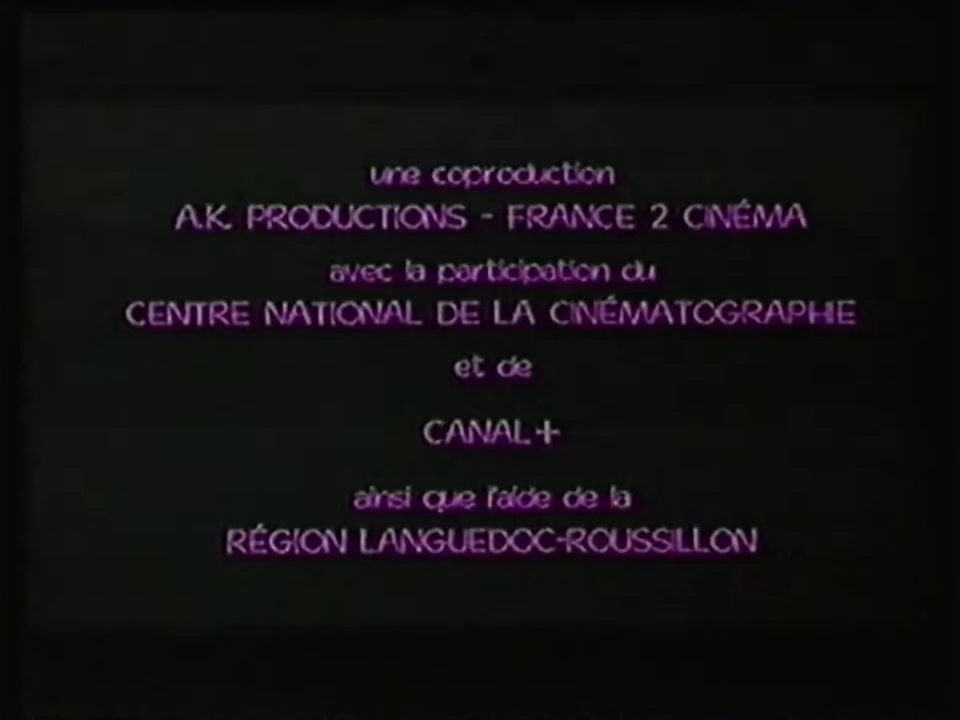 une coproduction
A.K. PRODUCTIONS - FRANCE 2 CINÉMA
avec la participation du
CENTRE NATIONAL DE LA CINÉMATOGRAPHIE
et de
CANAL+
ainsi que l'aide de la
RÉGION LANGUEDOC-ROUSSILLON